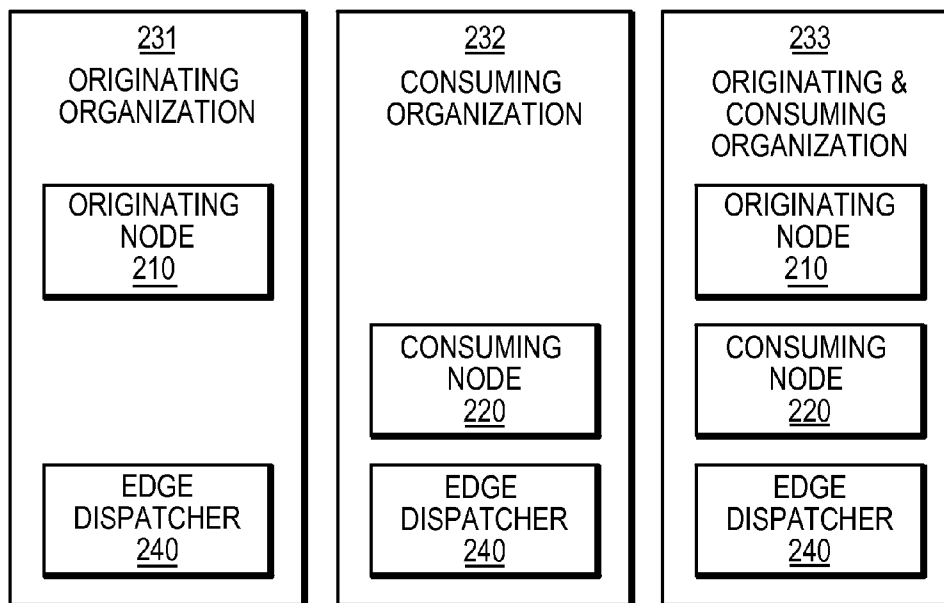 231
ORIGINATING
ORGANIZATION
ORIGINATING
NODE
210
EDGE
DISPATCHER
240
232
CONSUMING
ORGANIZATION
CONSUMING
NODE
220
EDGE
DISPATCHER
240
233
ORIGINATING &
CONSUMING
ORGANIZATION
ORIGINATING
NODE
210
CONSUMING
NODE
220
EDGE
DISPATCHER
240